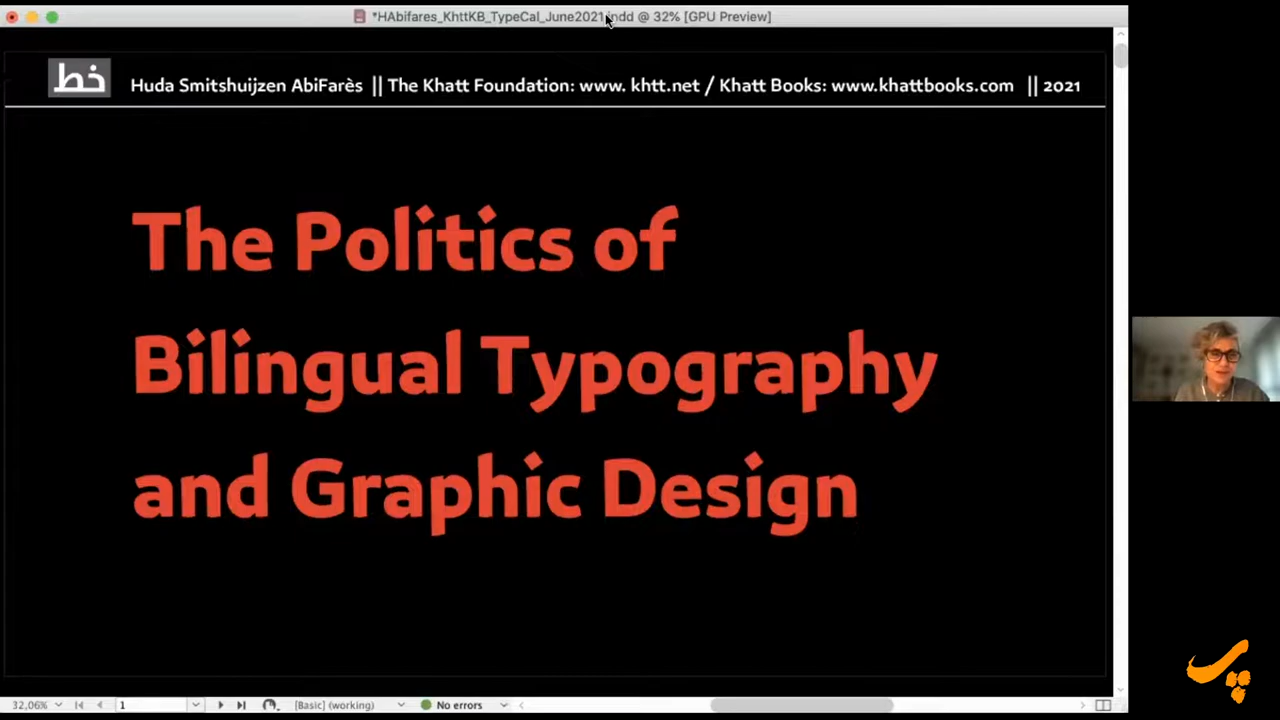 *HAbifares_KhttKB_TypeCal_June2021.indd @ 32% [GPU Preview]
خط
Huda Smitshuijzen AbiFarès || The Khatt Foundation: www. khtt.net / Khatt Books: www.khattbooks.com || 2021
The Politics of
Bilingual Typography
and Graphic Design
پ
32,06% 1 [Basic] (working) No errors